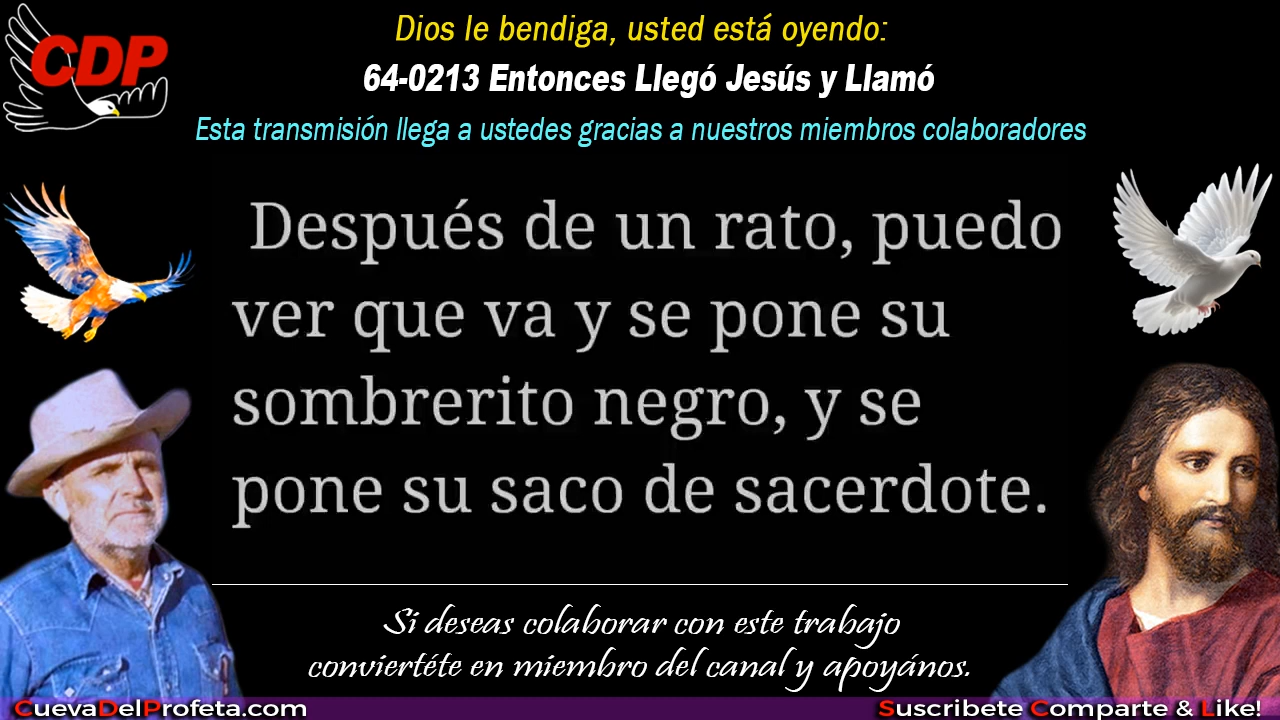 CDP
Dios le bendiga, usted está oyendo:
64-0213 Entonces Llegó Jesús y Llamó
Esta transmisión llega a ustedes gracias a nuestros miembros colaboradores
Después de un rato, puedo
ver que va y se pone su
sombrerito negro, y se
pone su saco de sacerdote.
Si deseas colaborar con este trabajo
conviertéte en miembro del canal y apoyános.
CuevaDelProfeta.com
Suscribete Comparte & Like!